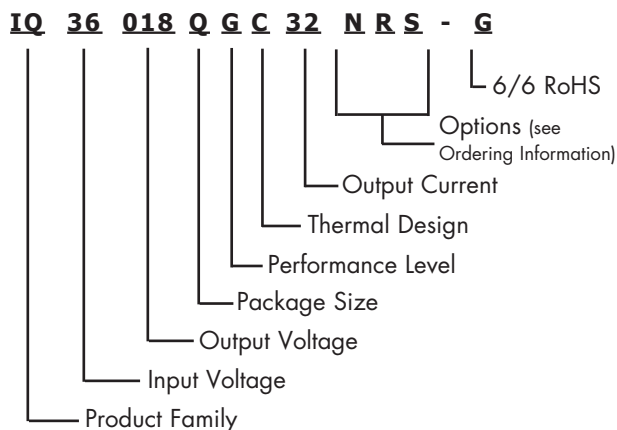 IQ 36 018 Q G C 32 N R S - G
6/6 RoHS
Options (see
Ordering Information)
Output Current
Thermal Design
Performance Level
Package Size
Output Voltage
Input Voltage
Product Family